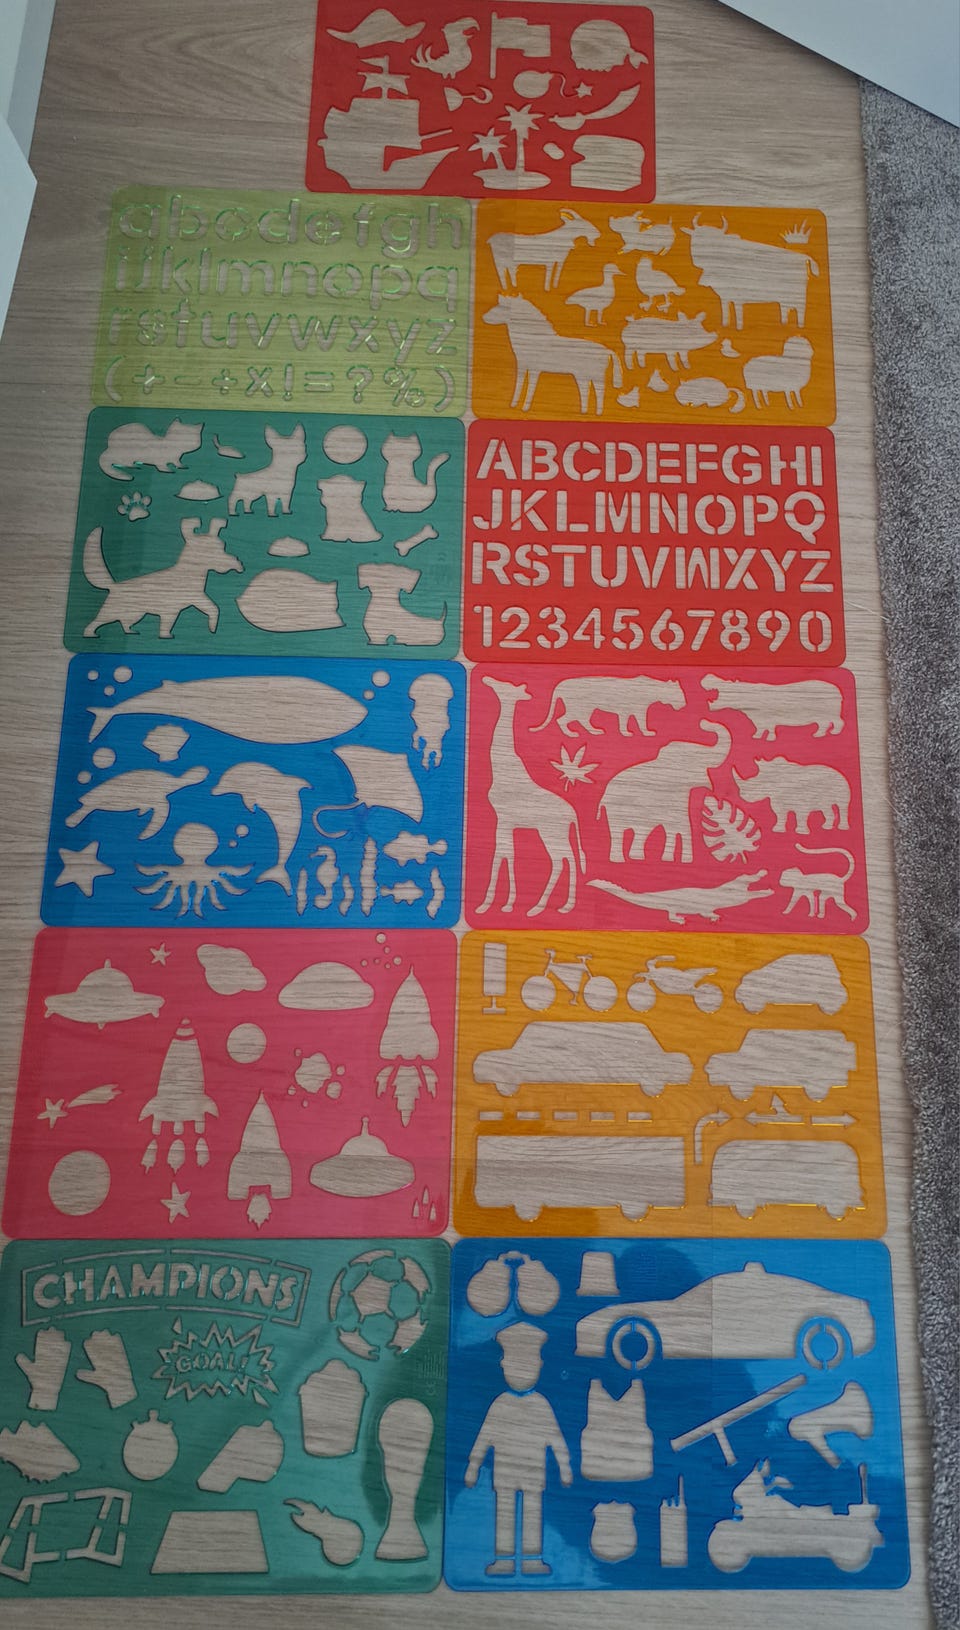 abcdefgh
ijklmnopq
rstuvwxyz
(+-÷x!=?%)
ABCDEFGHI
JKLMNOPQ
RSTUVWXYZ
1234567890
CHAMPIONS
GOAL!